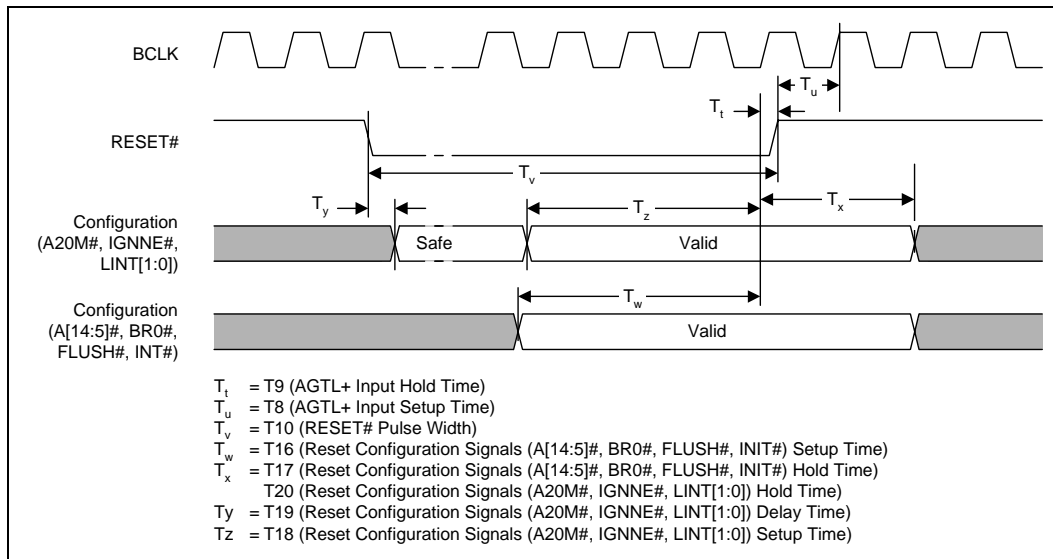 BCLK
T_u
T_t
RESET#
T_v
T_y
T_z
T_x
Configuration
(A20M#, IGNNE#,
LINT[1:0])
Safe
Valid
T_w
Configuration
(A[14:5]#, BR0#,
FLUSH#, INT#)
Valid
T_t = T9 (AGTL+ Input Hold Time)
T_u = T8 (AGTL+ Input Setup Time)
T_v = T10 (RESET# Pulse Width)
T_w = T16 (Reset Configuration Signals (A[14:5]#, BR0#, FLUSH#, INIT#) Setup Time)
T_x = T17 (Reset Configuration Signals (A[14:5]#, BR0#, FLUSH#, INIT#) Hold Time)
T20 (Reset Configuration Signals (A20M#, IGNNE#, LINT[1:0]) Hold Time)
Ty = T19 (Reset Configuration Signals (A20M#, IGNNE#, LINT[1:0]) Delay Time)
Tz = T18 (Reset Configuration Signals (A20M#, IGNNE#, LINT[1:0]) Setup Time)